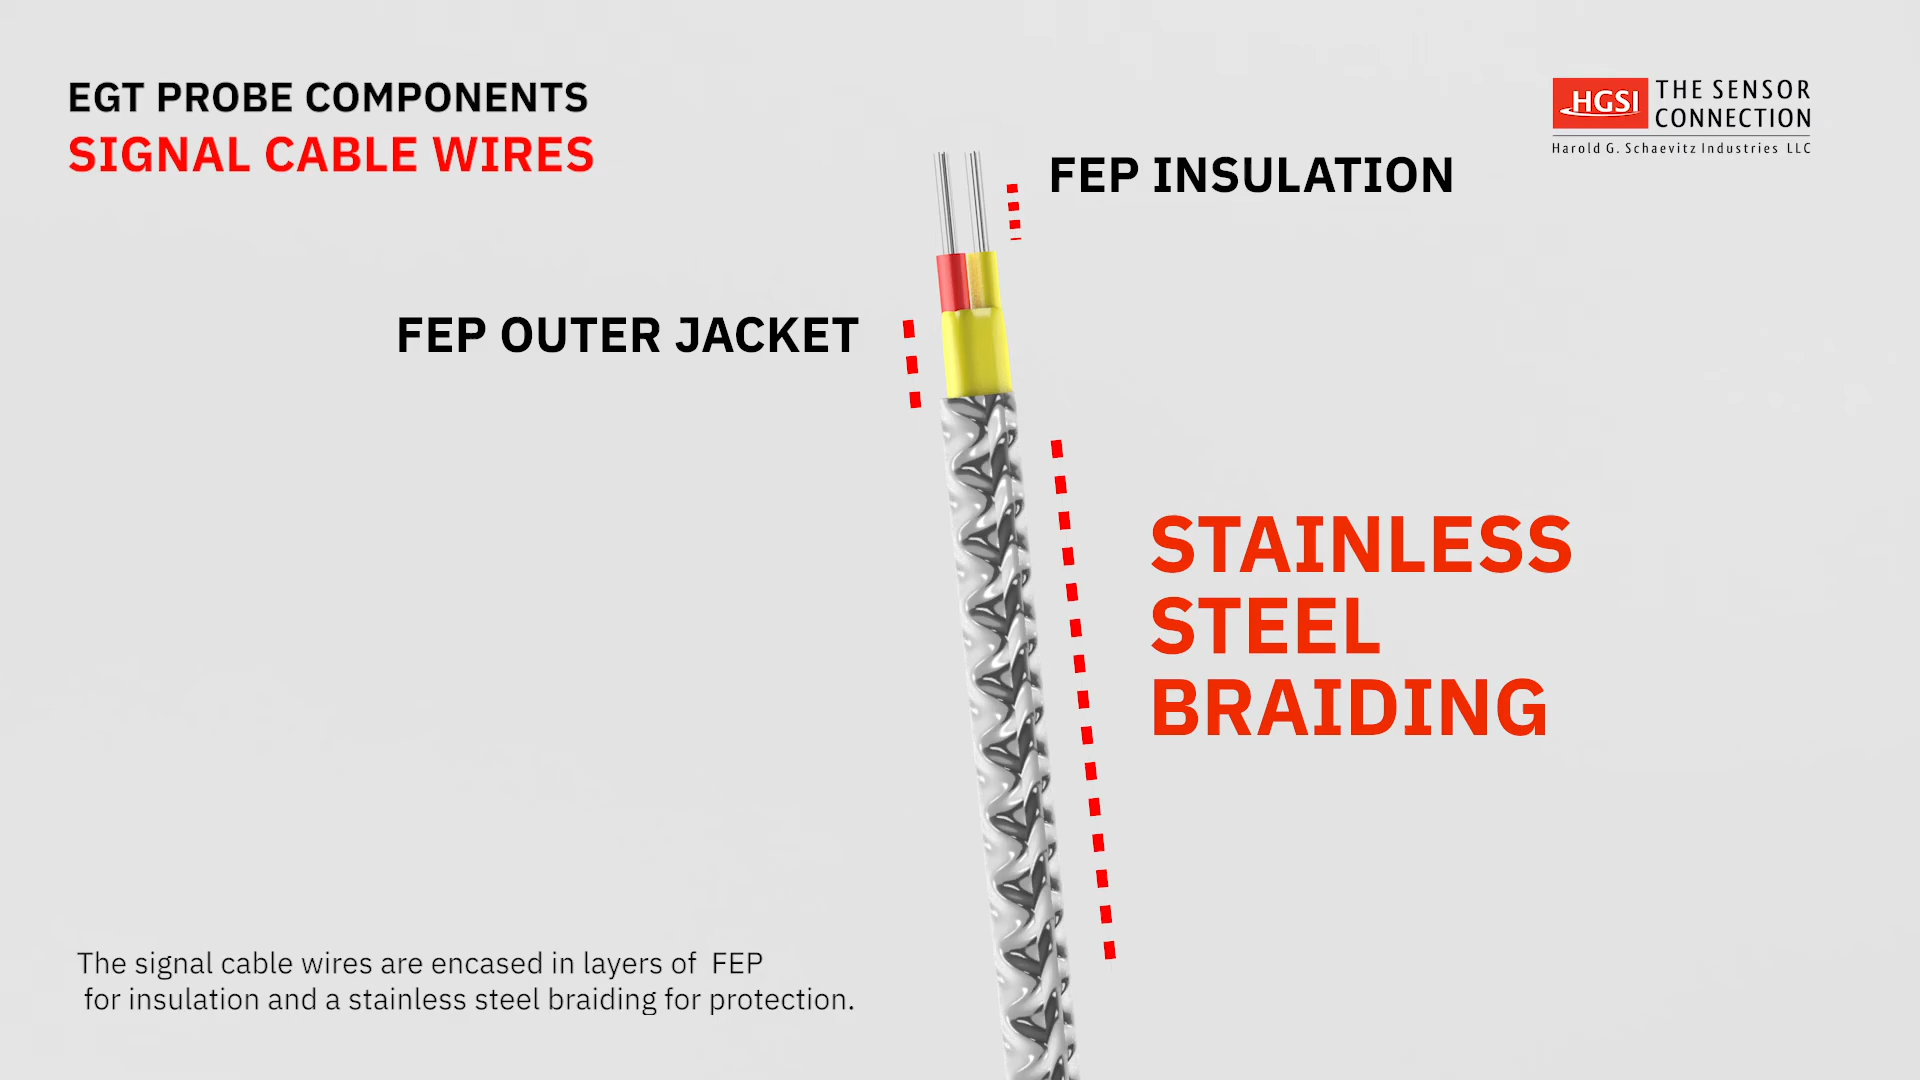 EGT PROBE COMPONENTS
SIGNAL CABLE WIRES
HGSI
THE SENSOR
CONNECTION
Harold G. Schaevitz Industries LLC
FEP INSULATION
FEP OUTER JACKET
STAINLESS
STEEL
BRAIDING
The signal cable wires are encased in layers of FEP
for insulation and a stainless steel braiding for protection.